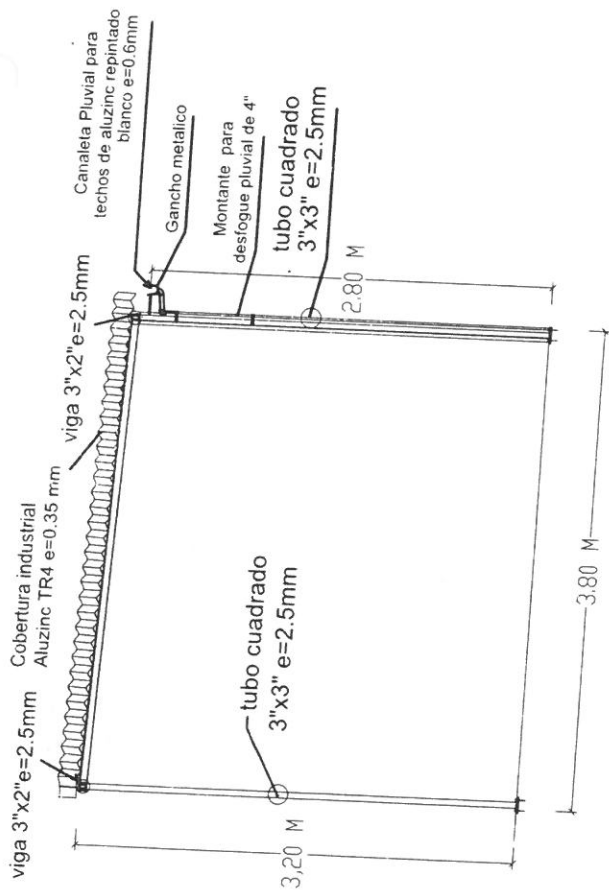 Canaleta Pluvial para
techos de aluzinc repintado
blanco e=0.6mm
Gancho metalico
Montante para
desfogue pluvial de 4"
tubo cuadrado
3"x3" e=2.5mm
2.80 M
viga 3"x2"e=2.5mm
Cobertura industrial
Aluzinc TR4 e=0.35 mm
viga 3"x2"e=2.5mm
tubo cuadrado
3"x3" e=2.5mm
3,20 M
3.80 M